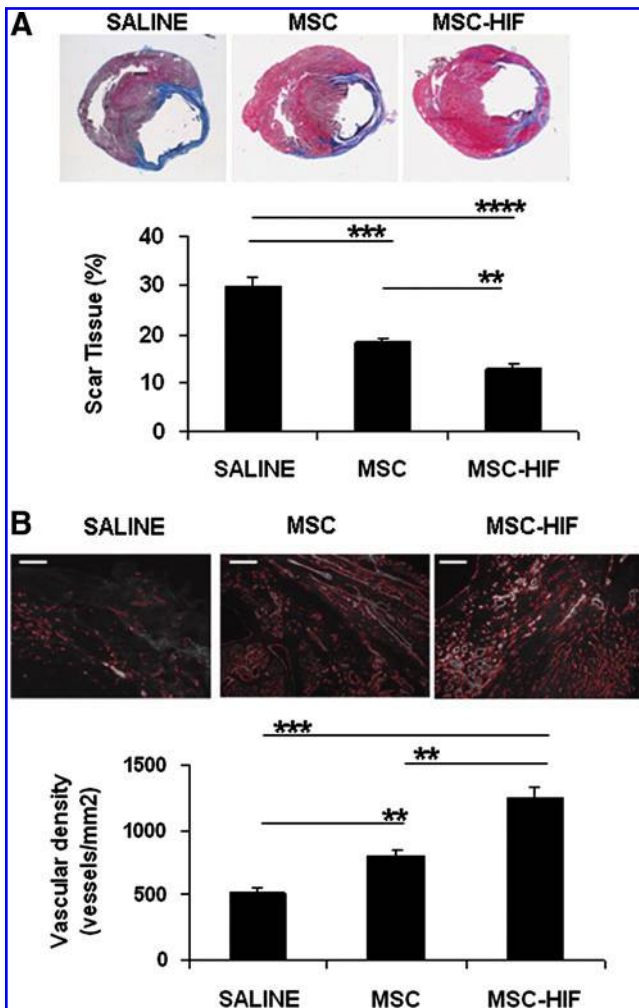 A
SALINE MSC MSC-HIF
****
***
**
40
30
20
10
0
Scar Tissue (%)
SALINE MSC MSC-HIF
B
SALINE MSC MSC-HIF
***
**
**
1500
1000
500
0
Vascular density
(vessels/mm2)
SALINE MSC MSC-HIF